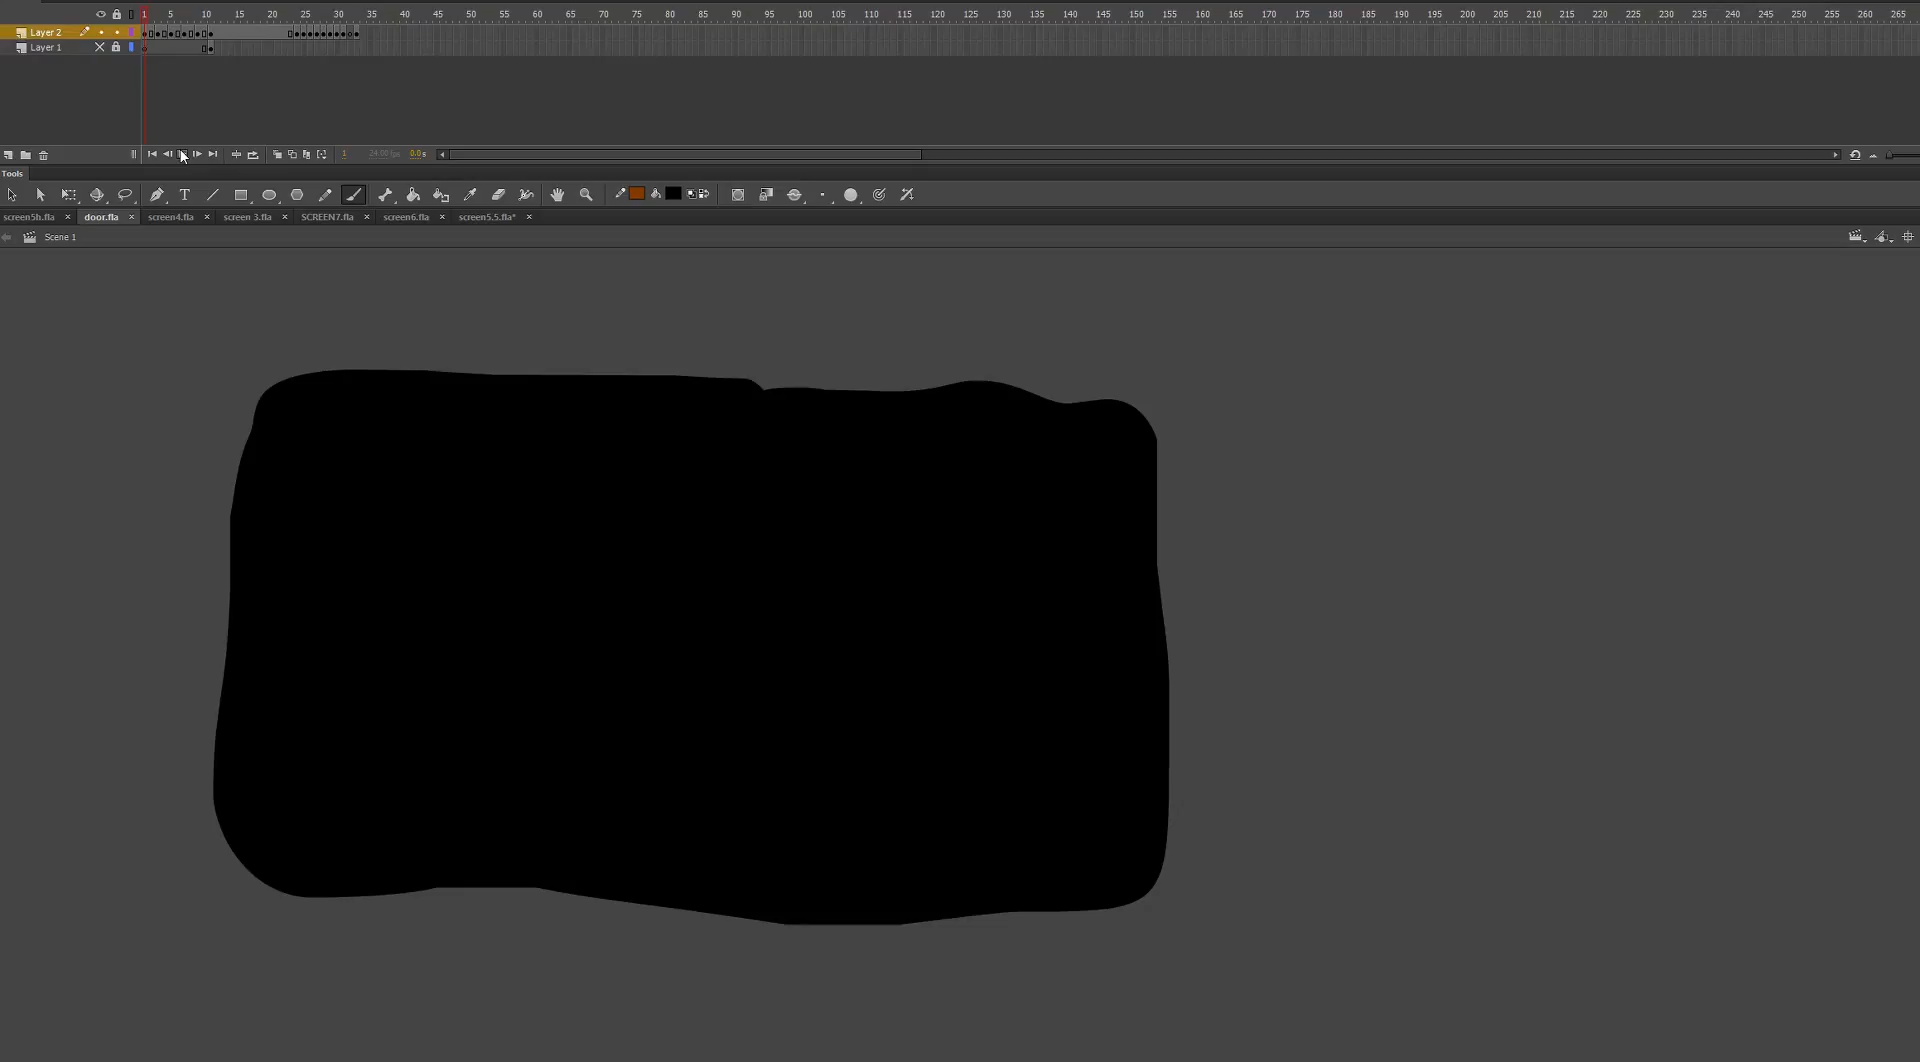 1 5 10 15 20 25 30 35 40 45 50 55 60 65 70 75 80 85 90 95 100 105 110 115 120 125 130 135 140 145 150 155 160 165 170 175 180 185 190 195 200 205 210 215 220 225 230 235 240 245 250 255 260 265
Layer 2
Layer 1
1 24.00 fps 0.0 s
Tools
screen5h.fla door.fla screen4.fla screen 3.fla SCREEN7.fla screen6.fla screen5.5.fla*
Scene 1